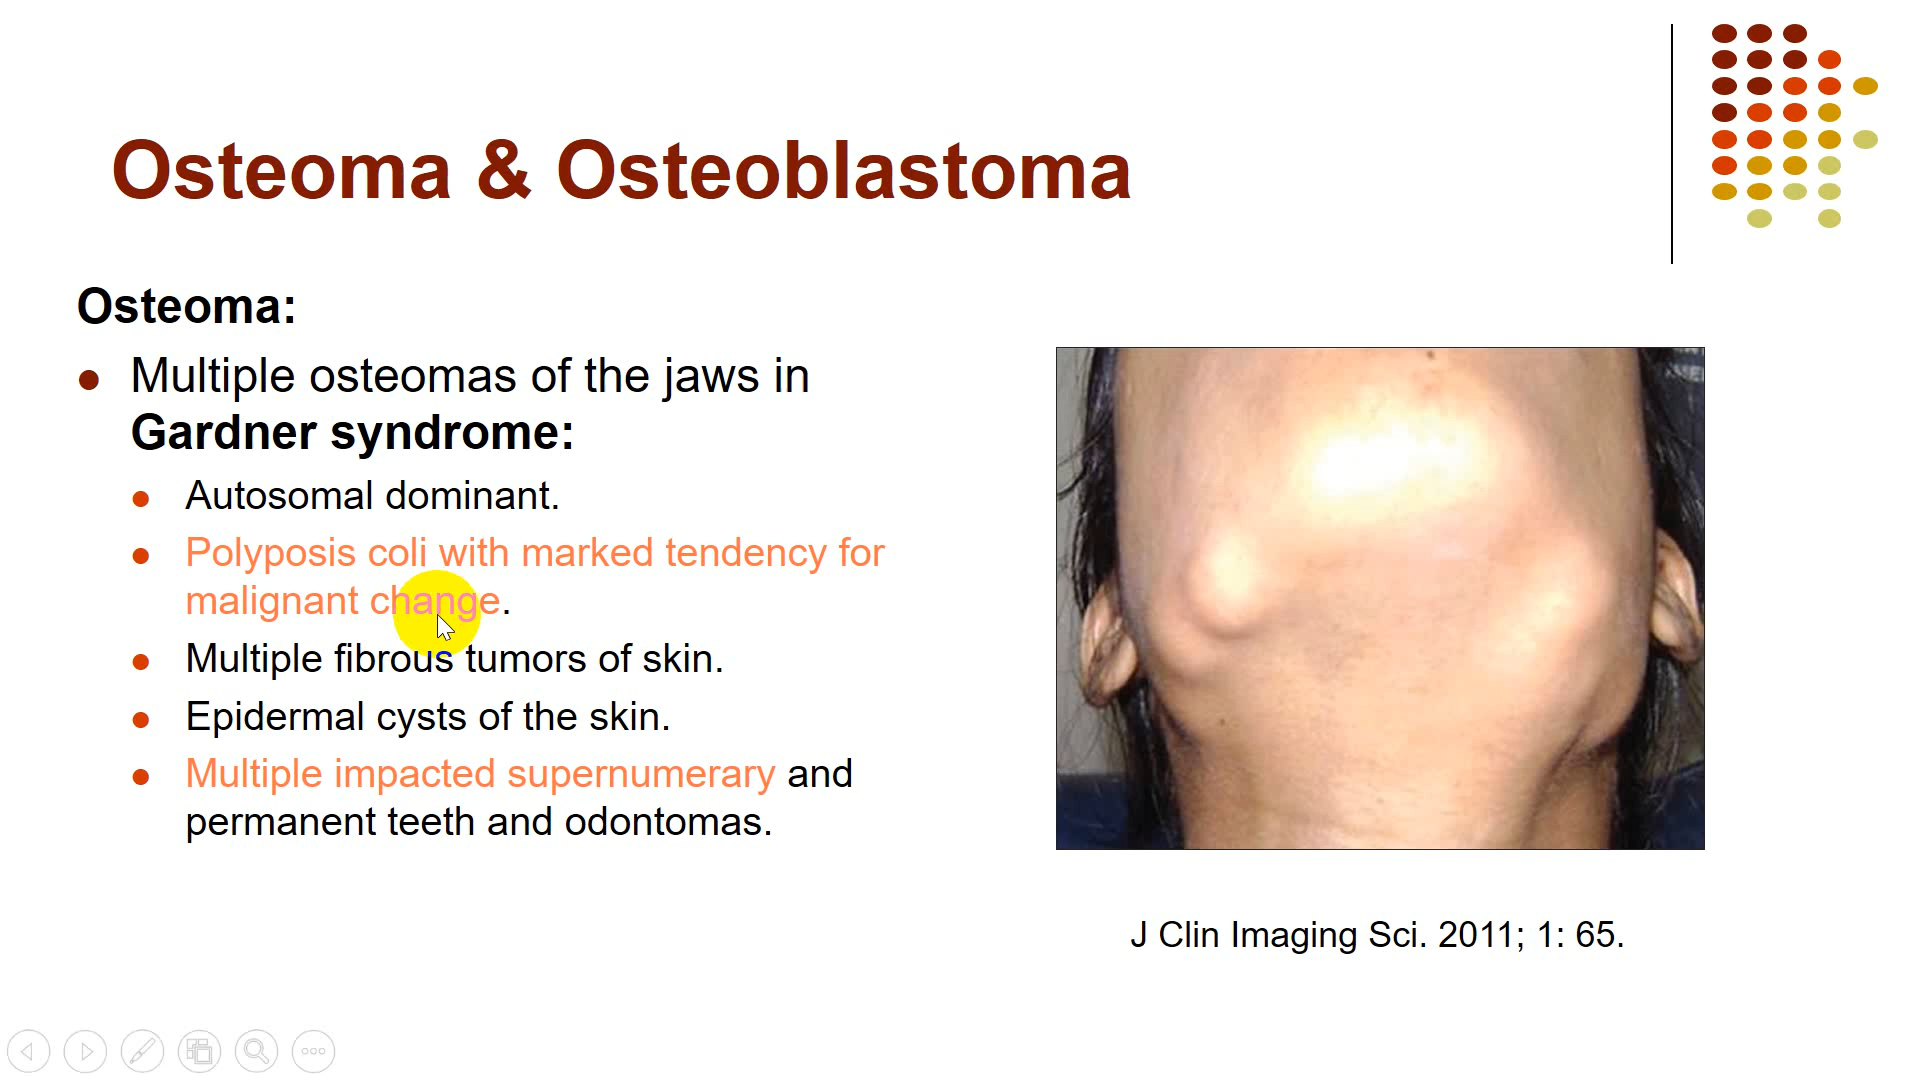 Osteoma & Osteoblastoma
Osteoma:
Multiple osteomas of the jaws in
Gardner syndrome:
Autosomal dominant.
Polyposis coli with marked tendency for
malignant change.
Multiple fibrous tumors of skin.
Epidermal cysts of the skin.
Multiple impacted supernumerary and
permanent teeth and odontomas.
J Clin Imaging Sci. 2011; 1: 65.